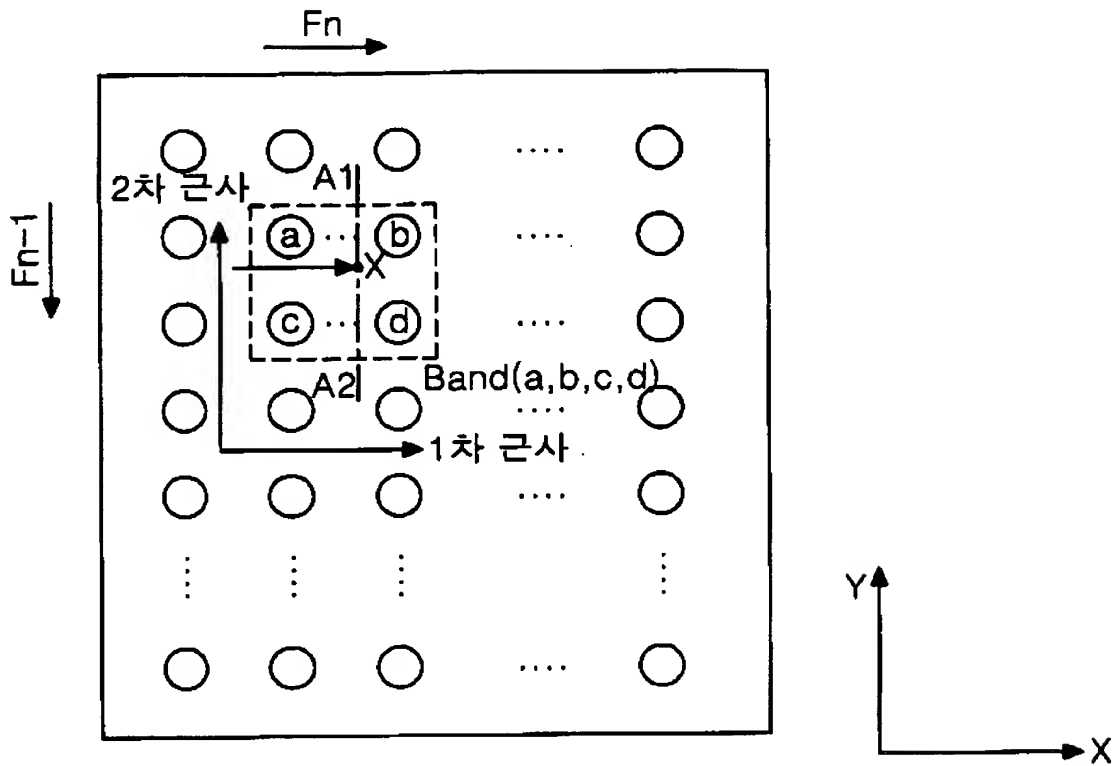 Fn
Fn-1
2차 근사
A1
a ··· b
X
c ··· d
A2
Band(a,b,c,d)
1차 근사
Y
X